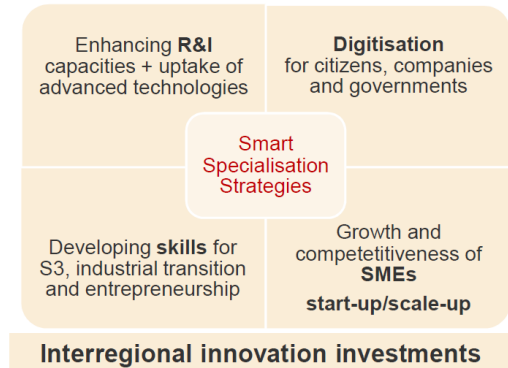 Enhancing R&I
capacities + uptake of
advanced technologies
Digitisation
for citizens, companies
and governments
Smart
Specialisation
Strategies
Developing skills for
S3, industrial transition
and entrepreneurship
Growth and
competetitiveness of
SMEs
start-up/scale-up
Interregional innovation investments